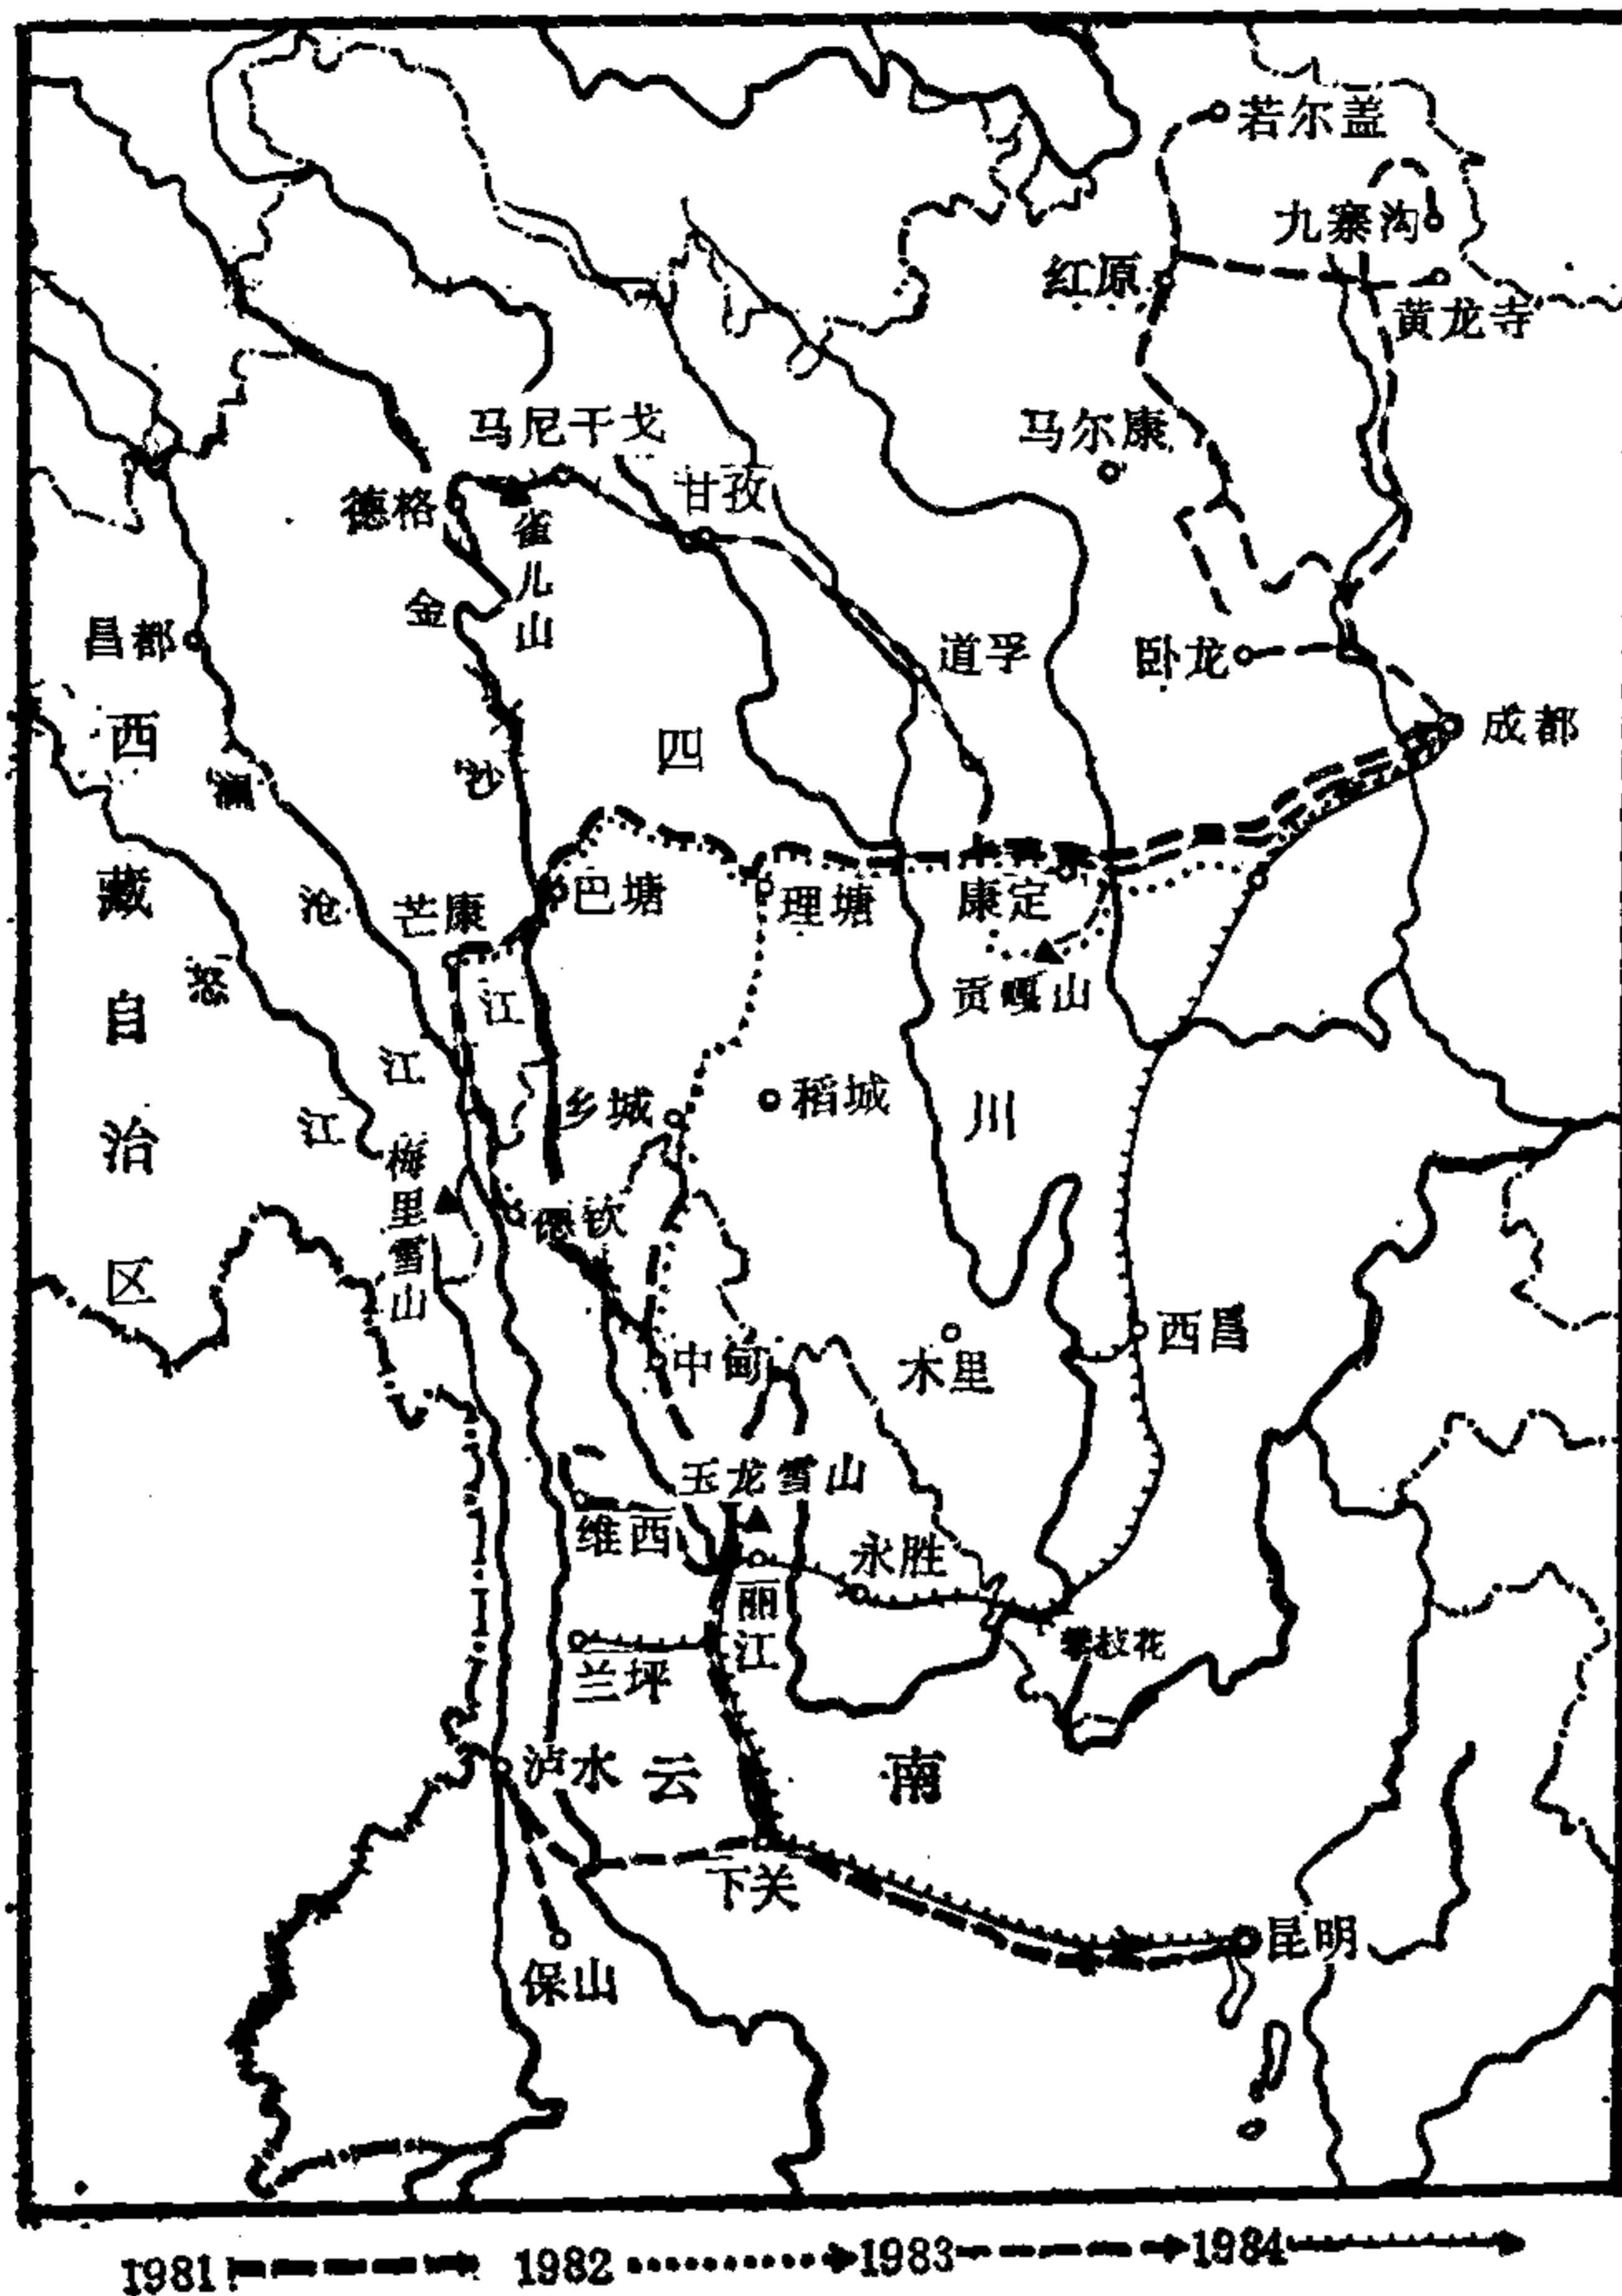 若尔盖
九寨沟
红原
黄龙寺
马尼干戈
马尔康
甘孜
德格
雀儿山
金
昌都
道孚
卧龙
西
四
成都
沙
澜
藏
沧
芒康
巴塘
理塘
康定
怒
自
江
贡嘎山
江
乡城
稻城
川
江
治
梅里雪山
德钦
区
西昌
中甸
木里
玉龙雪山
维西
永胜
丽江
攀枝花
兰坪
泸水
云
南
下关
昆明
保山
1981 1982 1983 1984